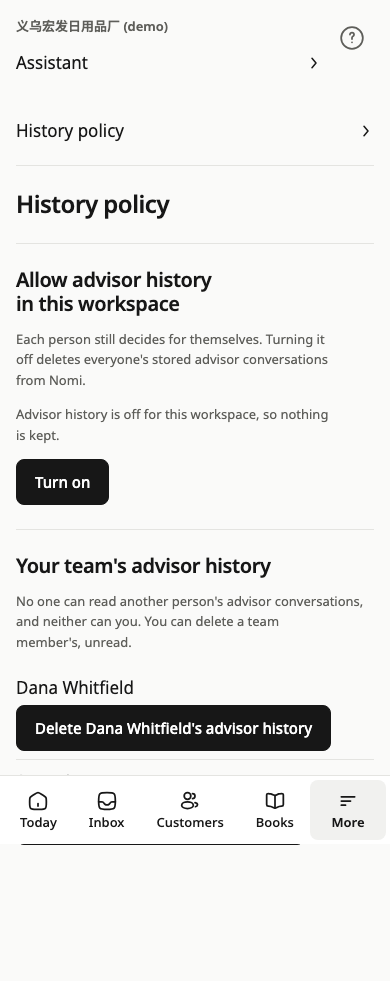 义乌宏发日用品厂 (demo)
Assistant
History policy
History policy
Allow advisor history
in this workspace
Each person still decides for themselves. Turning it
off deletes everyone's stored advisor conversations
from Nomi.
Advisor history is off for this workspace, so nothing
is kept.
Turn on
Your team's advisor history
No one can read another person's advisor conversations,
and neither can you. You can delete a team
member's, unread.
Dana Whitfield
Delete Dana Whitfield's advisor history
Today
Inbox
Customers
Books
More